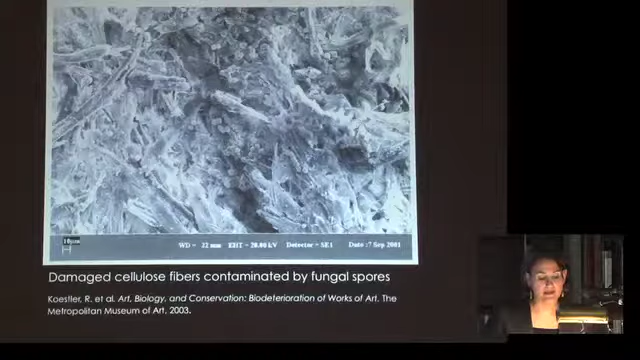 10µm
WD = 22 mm EHT = 20.00 kV Detector = SE1 Date :7 Sep 2001
Damaged cellulose fibers contaminated by fungal spores
Koestler, R. et al. Art, Biology, and Conservation: Biodeterioration of Works of Art. The
Metropolitan Museum of Art, 2003.